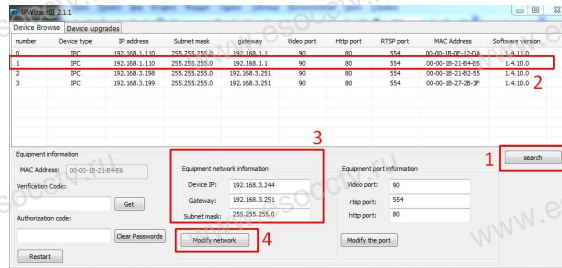 IP Wizard III 2.1.1
Device Browse Device upgrades
number Device type IP address Subnet mask gateway Video port Http port RTSP port MAC Address Software version
0 IPC 192.168.1.110 255.255.255.0 192.168.1.1 90 80 554 00-00-1B-0F-12-DA 1.4.11.0
1 IPC 192.168.1.110 255.255.255.0 192.168.1.1 90 80 554 00-00-1B-21-B4-E6 1.4.10.0
2 IPC 192.168.3.198 255.255.255.0 192.168.3.251 90 80 554 00-00-1B-21-B2-55 1.4.10.0
3 IPC 192.168.3.199 255.255.255.0 192.168.3.251 90 80 554 00-00-1B-27-2B-3F 1.4.10.0
2
3
1
search
Equipment information
MAC Address: 00-00-1B-21-B4-E6
Verification Code:
Get
Authorization code:
Clear Passwords
Restart
Equipment network information
Device IP: 192.168.3.244
Gateway: 192.168.3.251
Subnet mask: 255.255.255.0
Modify network
4
Equipment port information
Video port: 90
rtsp port: 554
http port: 80
Modify the port